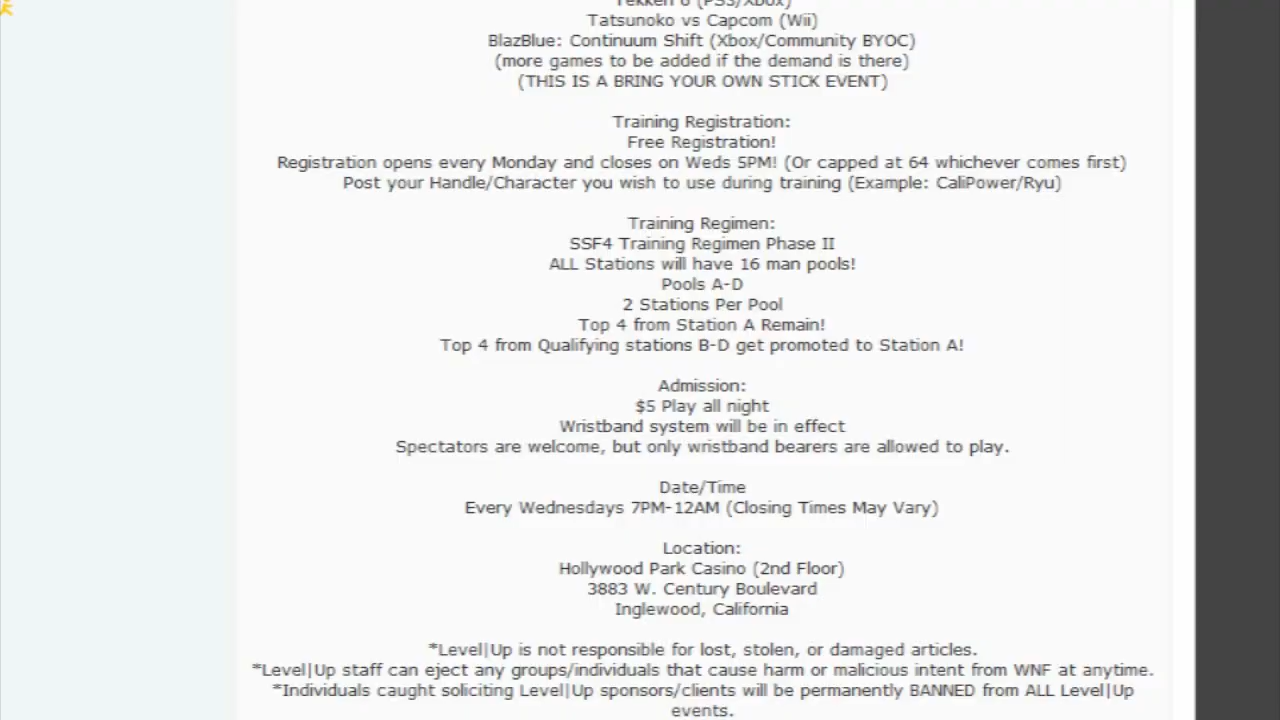 Tekken 6 (PS3/Xbox)
Tatsunoko vs Capcom (Wii)
BlazBlue: Continuum Shift (Xbox/Community BYOC)
(more games to be added if the demand is there)
(THIS IS A BRING YOUR OWN STICK EVENT)
Training Registration:
Free Registration!
Registration opens every Monday and closes on Weds 5PM! (Or capped at 64 whichever comes first)
Post your Handle/Character you wish to use during training (Example: CaliPower/Ryu)
Training Regimen:
SSF4 Training Regimen Phase II
ALL Stations will have 16 man pools!
Pools A-D
2 Stations Per Pool
Top 4 from Station A Remain!
Top 4 from Qualifying stations B-D get promoted to Station A!
Admission:
$5 Play all night
Wristband system will be in effect
Spectators are welcome, but only wristband bearers are allowed to play.
Date/Time
Every Wednesdays 7PM-12AM (Closing Times May Vary)
Location:
Hollywood Park Casino (2nd Floor)
3883 W. Century Boulevard
Inglewood, California
*Level|Up is not responsible for lost, stolen, or damaged articles.
*Level|Up staff can eject any groups/individuals that cause harm or malicious intent from WNF at anytime.
*Individuals caught soliciting Level|Up sponsors/clients will be permanently BANNED from ALL Level|Up
events.